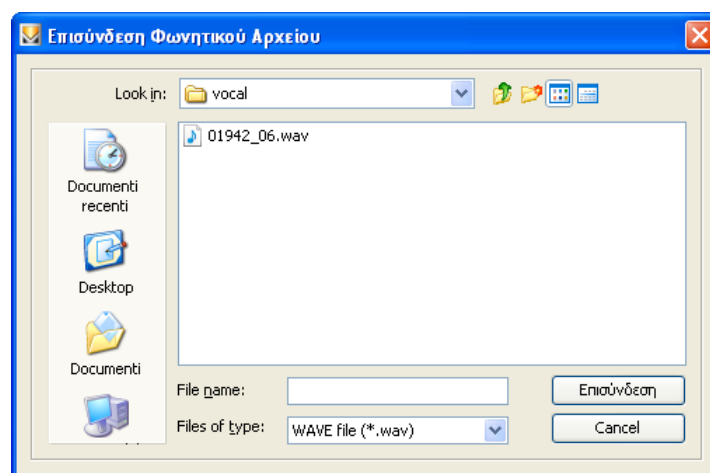 Επισύνδεση Φωνητικού Αρχείου
Look in:
vocal
01942_06.wav
Documenti
recenti
Desktop
Documenti
File name:
Επισύνδεση
Files of type:
WAVE file (*.wav)
Cancel